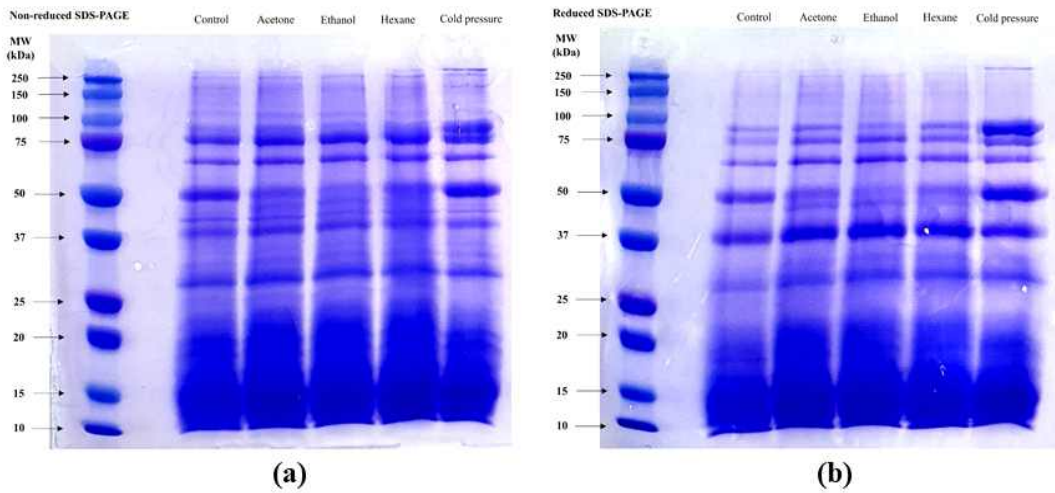 Non-reduced SDS-PAGE Control Acetone Ethanol Hexane Cold pressure
MW
(kDa)
250
150
100
75
50
37
25
20
15
10
(a)
Reduced SDS-PAGE Control Acetone Ethanol Hexane Cold pressure
MW
(kDa)
250
150
100
75
50
37
25
20
15
10
(b)